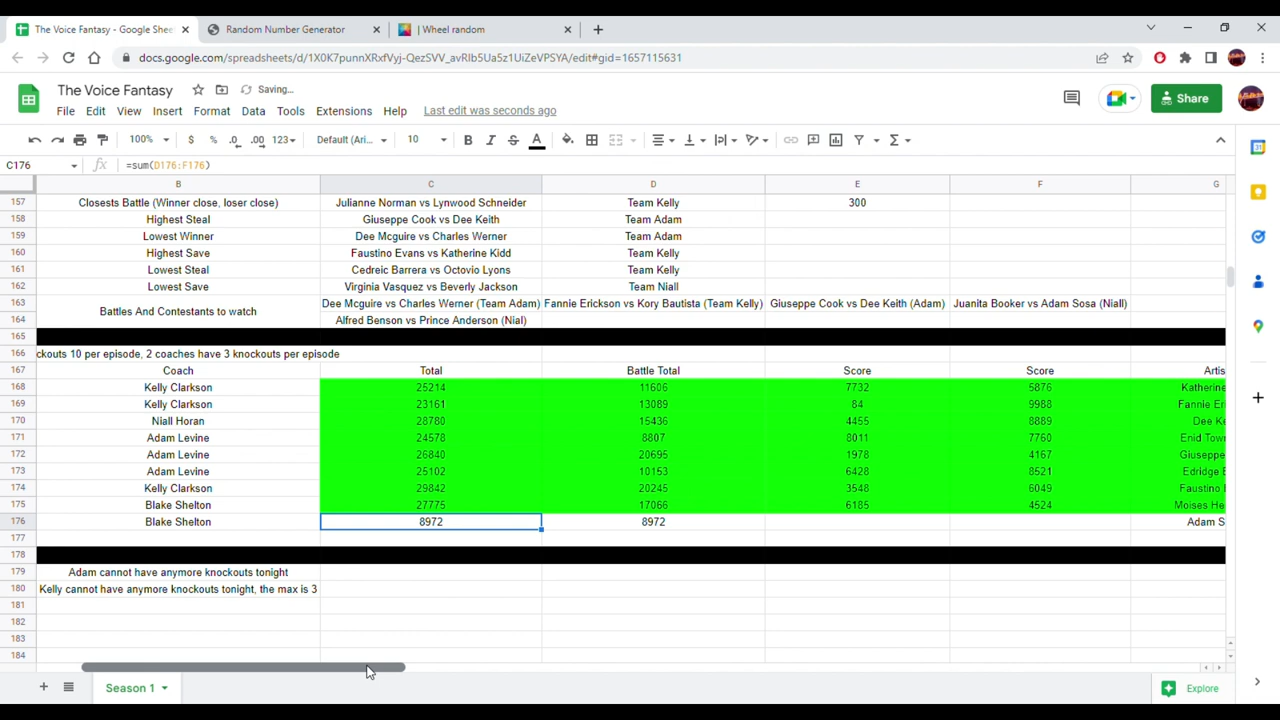 The Voice Fantasy - Google Shee
Random Number Generator
| Wheel random
docs.google.com/spreadsheets/d/1X0K7punnXRxfVyj-QezSVV_avRIb5Ua5z1UiZeVPSYA/edit#gid=1657115631
The Voice Fantasy
Saving...
File Edit View Insert Format Data Tools Extensions Help Last edit was seconds ago
Share
100% $ % .0 .00 123 Default (Ari... 10 B I S A
C176 fx =sum(D176:F176)
B C D E F G
157 Closests Battle (Winner close, loser close) Julianne Norman vs Lynwood Schneider Team Kelly 300
158 Highest Steal Giuseppe Cook vs Dee Keith Team Adam
159 Lowest Winner Dee Mcguire vs Charles Werner Team Adam
160 Highest Save Faustino Evans vs Katherine Kidd Team Kelly
161 Lowest Steal Cedreic Barrera vs Octovio Lyons Team Kelly
162 Lowest Save Virginia Vasquez vs Beverly Jackson Team Niall
163 Dee Mcguire vs Charles Werner (Team Adam) Fannie Erickson vs Kory Bautista (Team Kelly) Giuseppe Cook vs Dee Keith (Adam) Juanita Booker vs Adam Sosa (Niall)
Battles And Contestants to watch
164 Alfred Benson vs Prince Anderson (Nial)
165
166 ckouts 10 per episode, 2 coaches have 3 knockouts per episode
167 Coach Total Battle Total Score Score Artis
168 Kelly Clarkson 25214 11606 7732 5876 Katherine
169 Kelly Clarkson 23161 13089 84 9988 Fannie Er
170 Niall Horan 28780 15436 4455 8889 Dee Ke
171 Adam Levine 24578 8807 8011 7760 Enid Tow
172 Adam Levine 26840 20695 1978 4167 Giuseppe
173 Adam Levine 25102 10153 6428 8521 Edridge E
174 Kelly Clarkson 29842 20245 3548 6049 Faustino
175 Blake Shelton 27775 17066 6185 4524 Moises He
176 Blake Shelton 8972 8972 Adam S
177
178
179 Adam cannot have anymore knockouts tonight
180 Kelly cannot have anymore knockouts tonight, the max is 3
181
182
183
184
Season 1
Explore